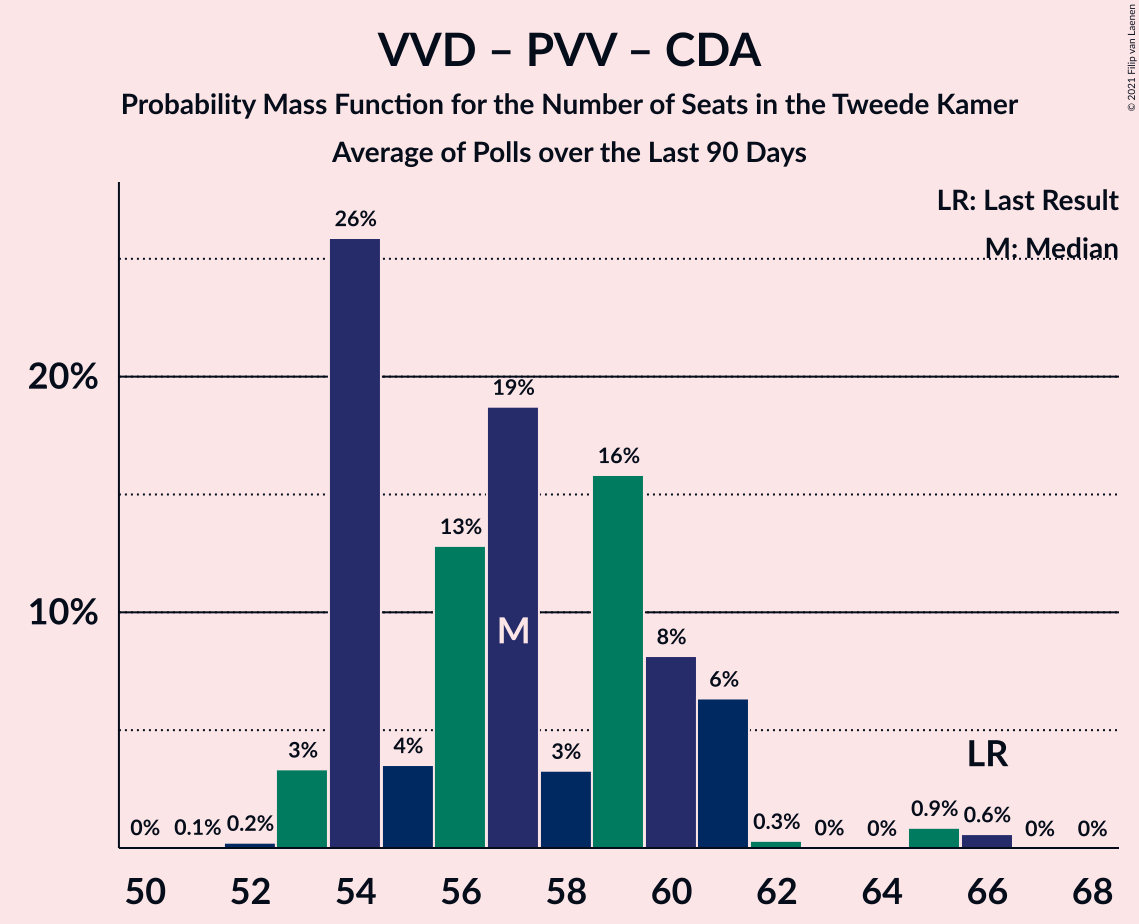 VVD – PVV – CDA
Probability Mass Function for the Number of Seats in the Tweede Kamer
Average of Polls over the Last 90 Days
© 2021 Filip van Laenen
LR: Last Result
M: Median
20%
10%
0%
0.1%
0.2%
3%
26%
4%
13%
19%
3%
16%
8%
6%
0.3%
0%
0%
0.9%
0.6%
0%
0%
M
LR
50 52 54 56 58 60 62 64 66 68